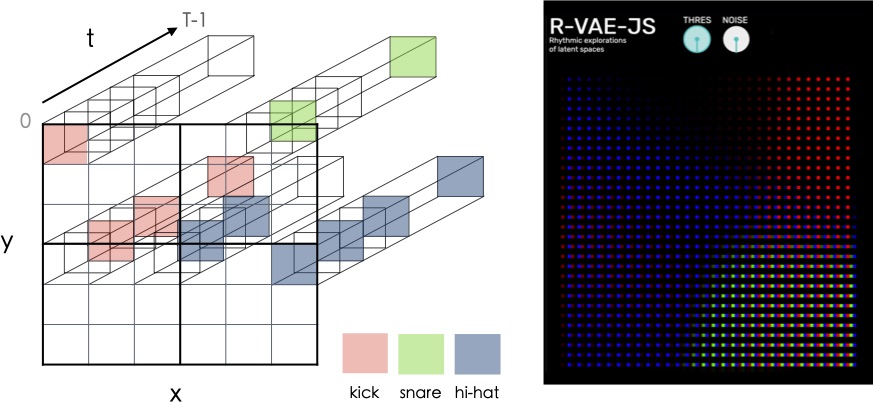 t
T-1
0
y
x
kick
snare
hi-hat
R-VAE-JS
Rhythmic explorations
of latent spaces
THRES
NOISE